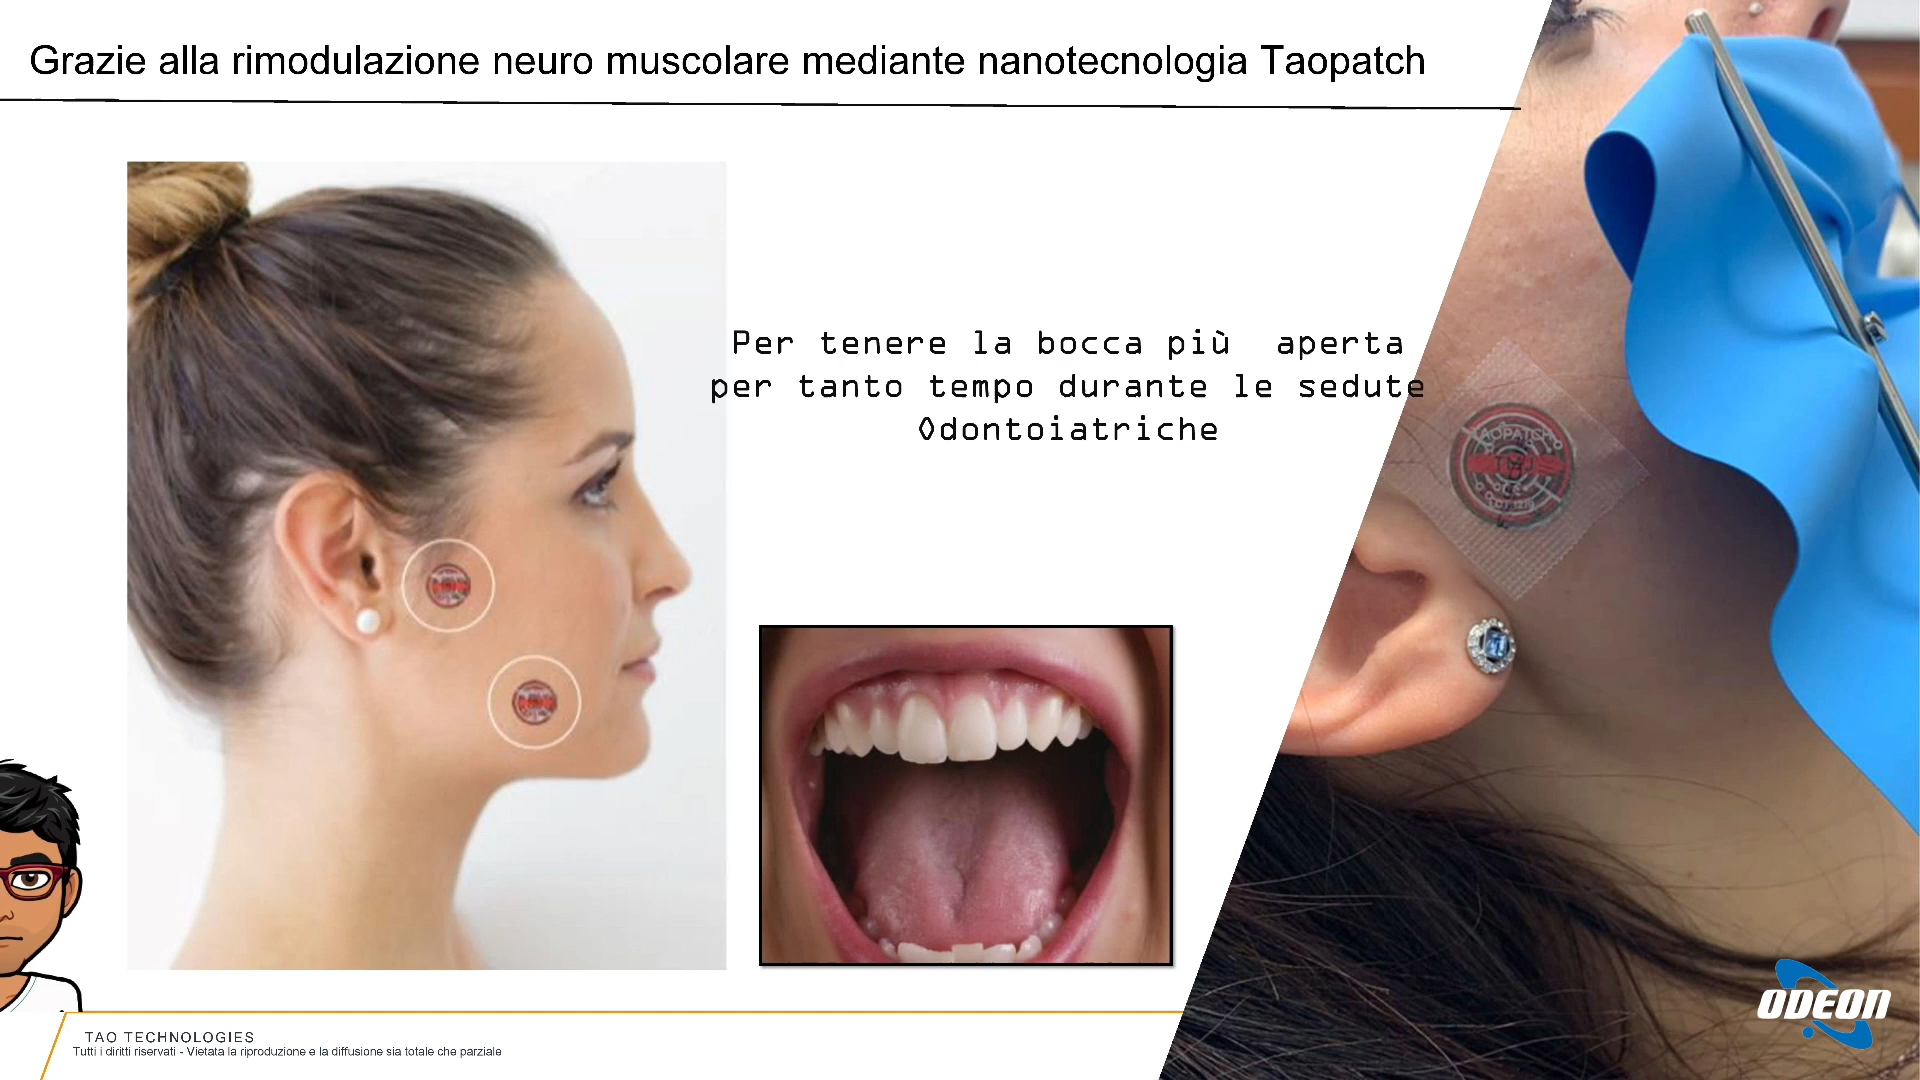 Grazie alla rimodulazione neuro muscolare mediante nanotecnologia Taopatch
Per tenere la bocca più  aperta
per tanto tempo durante le sedute
Odontoiatriche
TAOPATCH
ODEON
TAO TECHNOLOGIES
Tutti i diritti riservati - Vietata la riproduzione e la diffusione sia totale che parziale